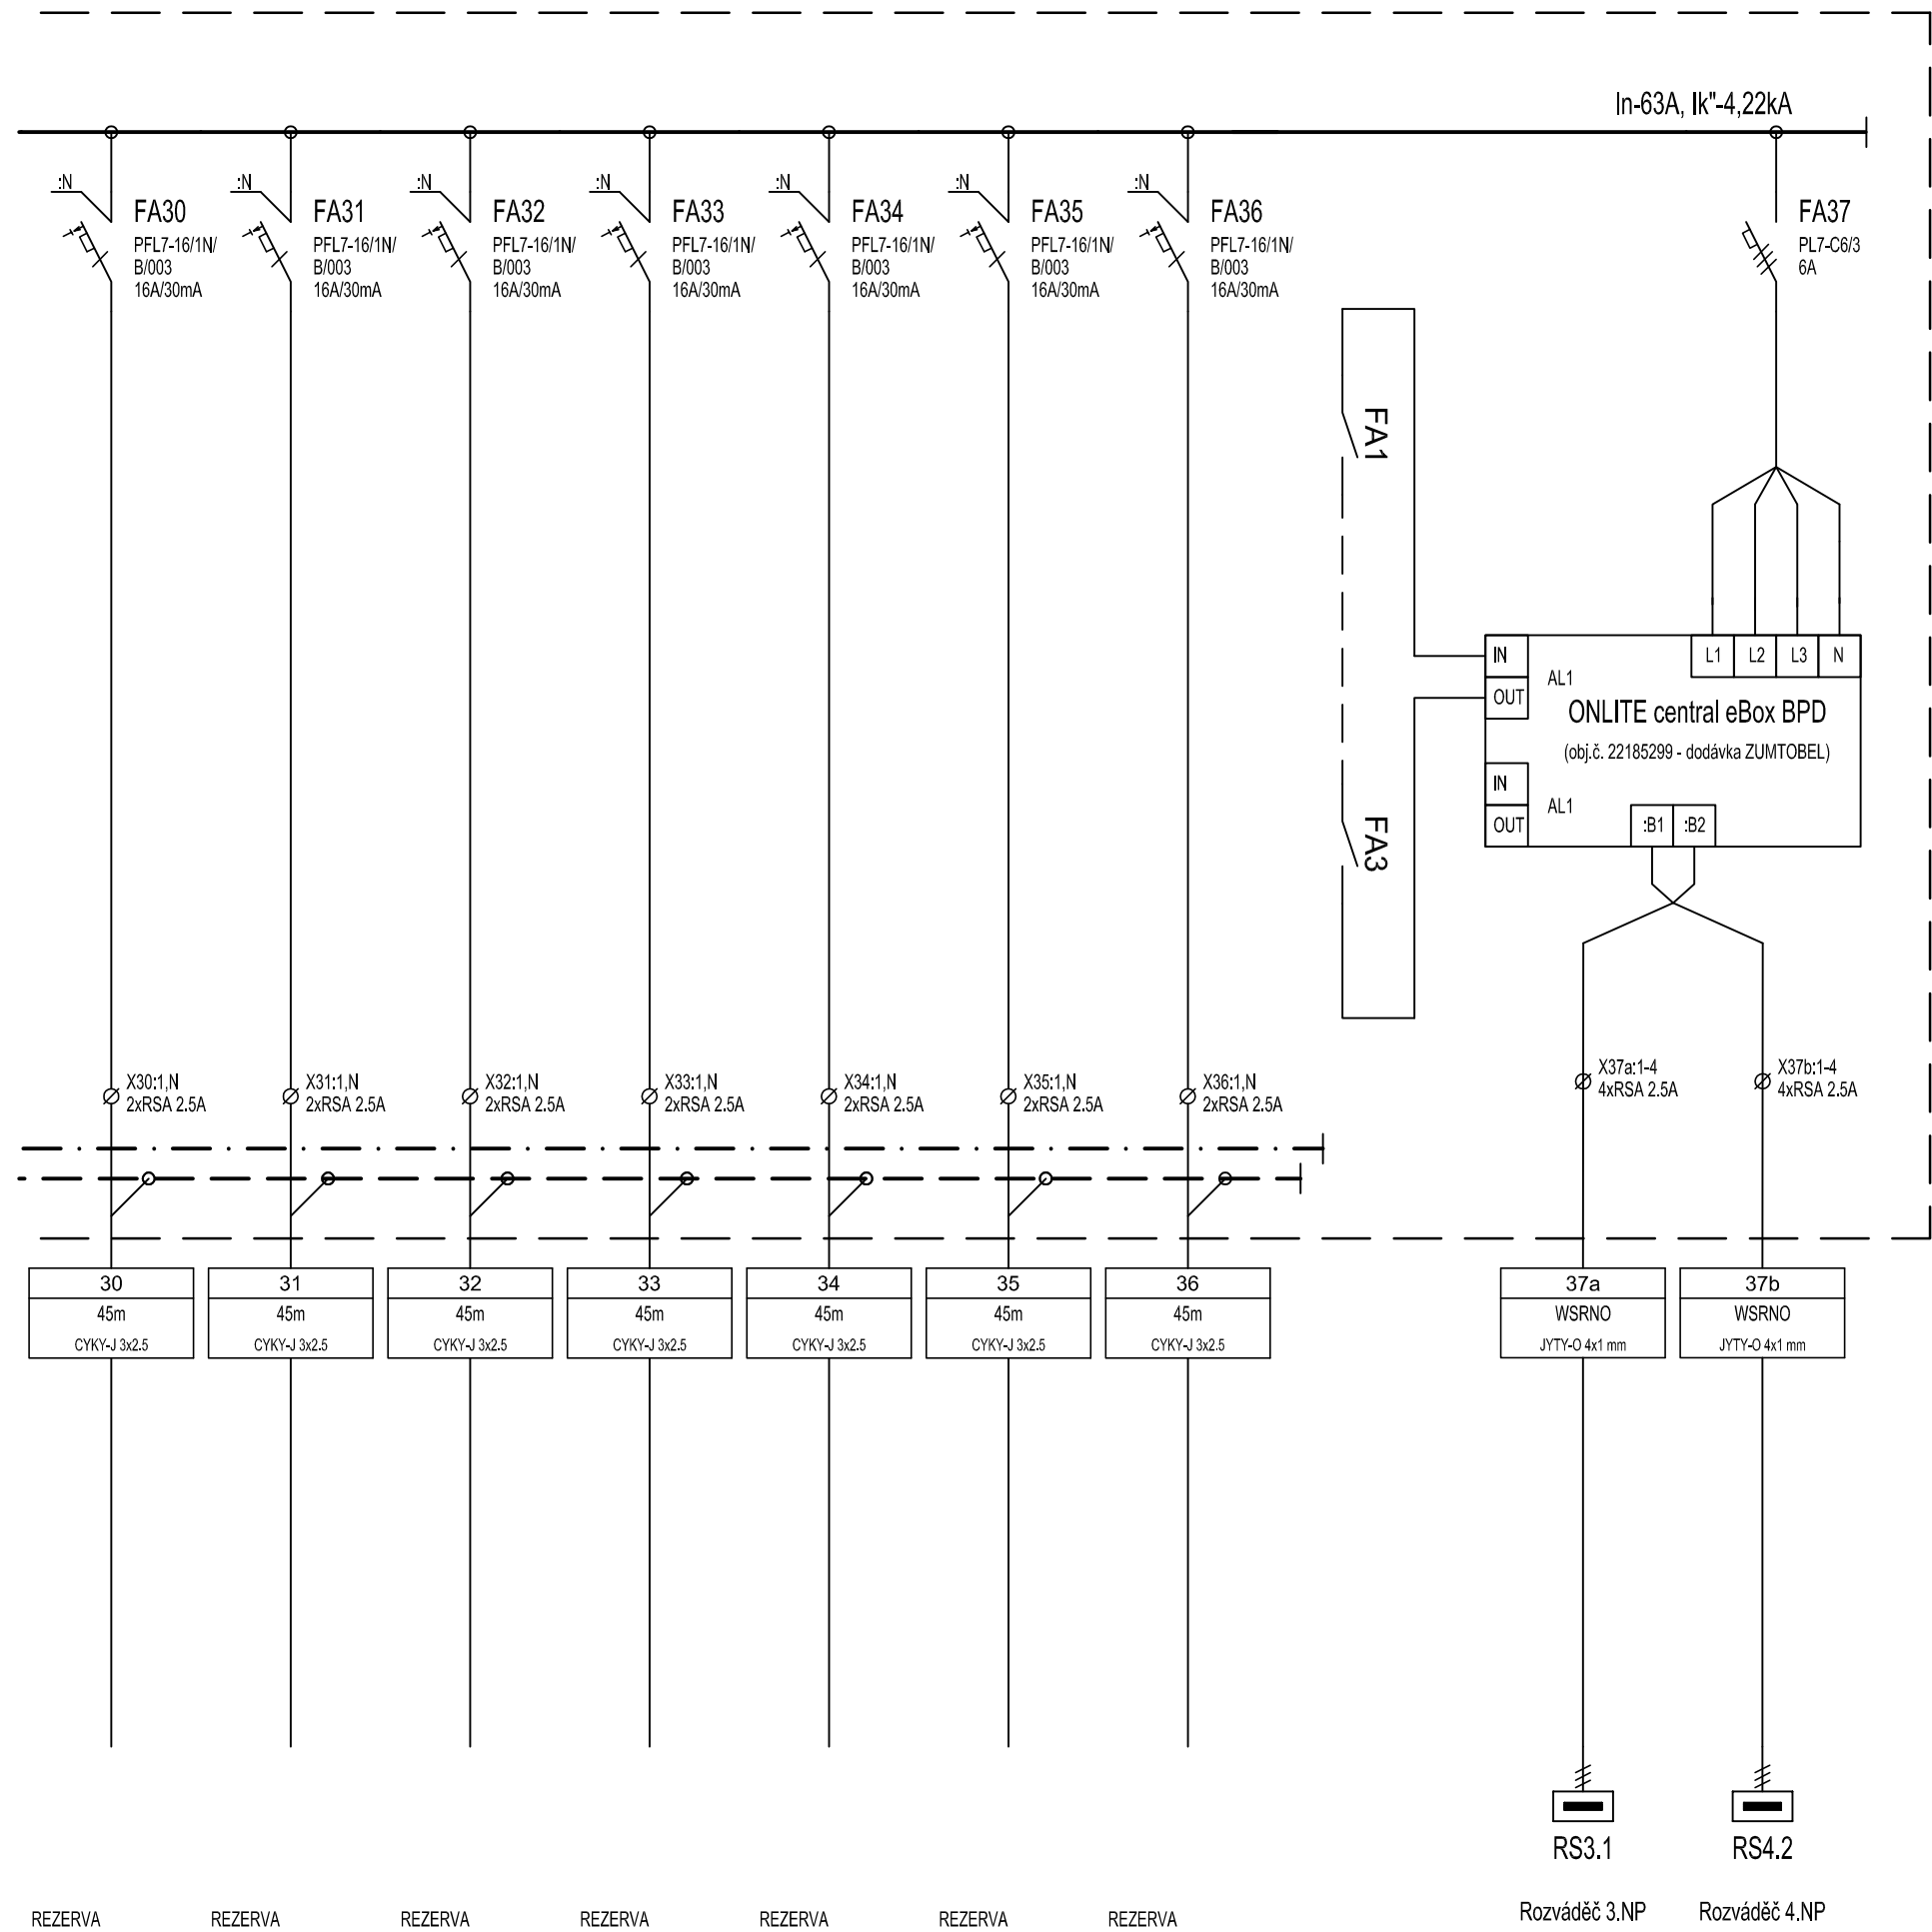 In-63A, Ik"-4,22kA
:N
:N
:N
:N
:N
:N
:N
FA30
PFL7-16/1N/
B/003
16A/30mA
FA31
PFL7-16/1N/
B/003
16A/30mA
FA32
PFL7-16/1N/
B/003
16A/30mA
FA33
PFL7-16/1N/
B/003
16A/30mA
FA34
PFL7-16/1N/
B/003
16A/30mA
FA35
PFL7-16/1N/
B/003
16A/30mA
FA36
PFL7-16/1N/
B/003
16A/30mA
FA37
PL7-C6/3
6A
FA1
FA3
IN
OUT
AL1
L1
L2
L3
N
ONLITE central eBox BPD
(obj.č. 22185299 - dodávka ZUMTOBEL)
IN
OUT
AL1
:B1
:B2
X30:1,N
2xRSA 2.5A
X31:1,N
2xRSA 2.5A
X32:1,N
2xRSA 2.5A
X33:1,N
2xRSA 2.5A
X34:1,N
2xRSA 2.5A
X35:1,N
2xRSA 2.5A
X36:1,N
2xRSA 2.5A
X37a:1-4
4xRSA 2.5A
X37b:1-4
4xRSA 2.5A
30
45m
CYKY-J 3x2.5
31
45m
CYKY-J 3x2.5
32
45m
CYKY-J 3x2.5
33
45m
CYKY-J 3x2.5
34
45m
CYKY-J 3x2.5
35
45m
CYKY-J 3x2.5
36
45m
CYKY-J 3x2.5
37a
WSRNO
JYTY-O 4x1 mm
37b
WSRNO
JYTY-O 4x1 mm
RS3.1
RS4.2
REZERVA
REZERVA
REZERVA
REZERVA
REZERVA
REZERVA
REZERVA
Rozváděč 3.NP
Rozváděč 4.NP